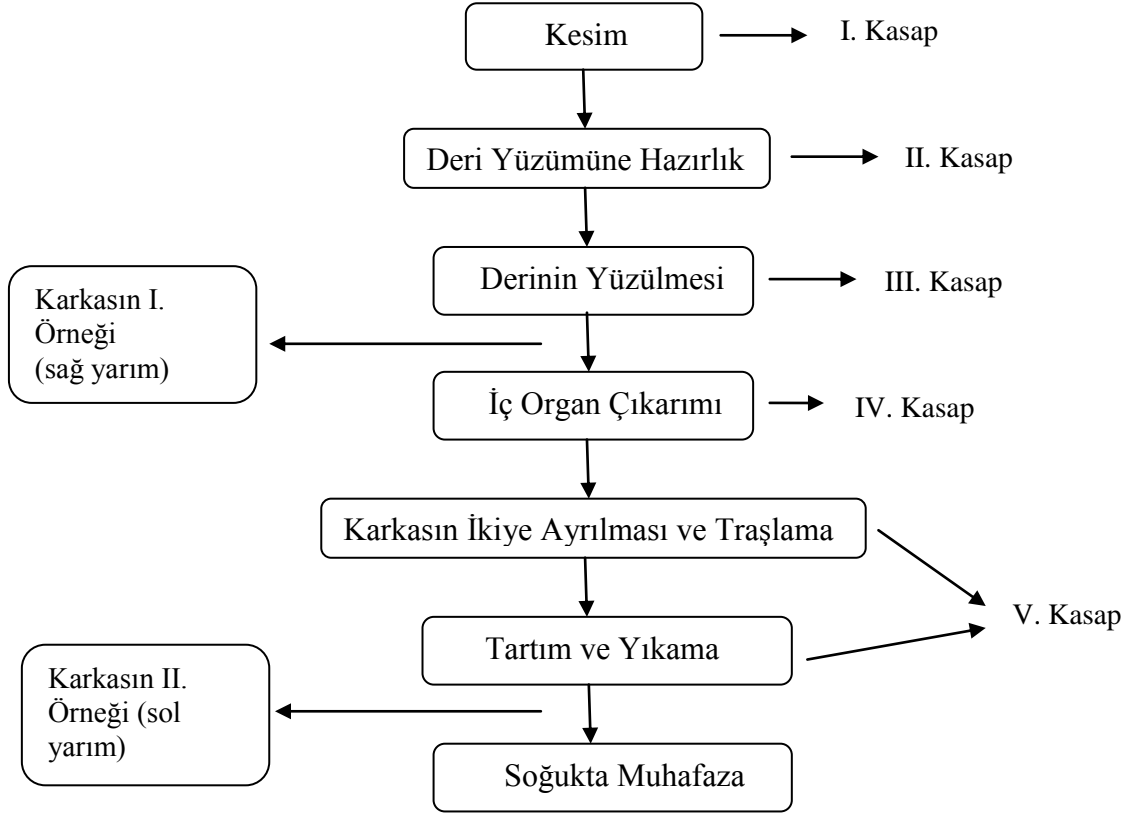 Kesim
I. Kasap
Deri Yüzümüne Hazırlık
II. Kasap
Derinin Yüzülmesi
III. Kasap
Karkasın I.
Örneği
(sağ yarım)
İç Organ Çıkarımı
IV. Kasap
Karkasın İkiye Ayrılması ve Traşlama
V. Kasap
Tartım ve Yıkama
Karkasın II.
Örneği (sol
yarım)
Soğukta Muhafaza